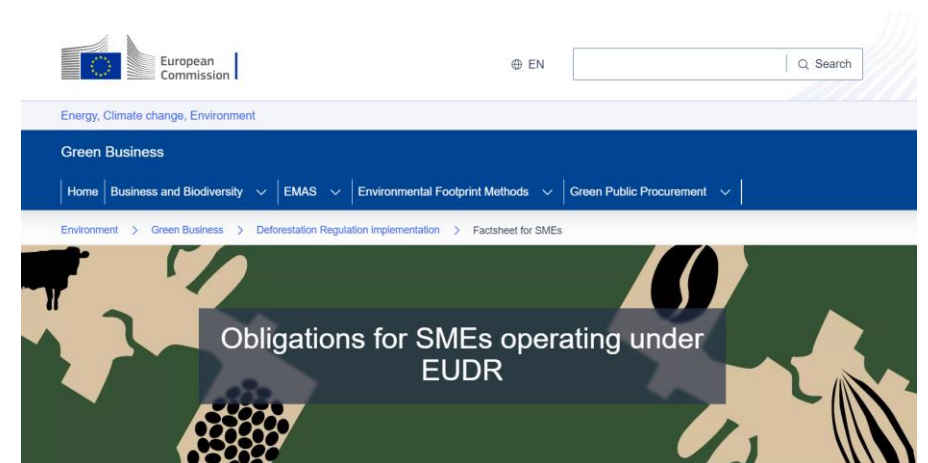 European
Commission
EN
Search
Energy, Climate change, Environment
Green Business
Home Business and Biodiversity EMAS Environmental Footprint Methods Green Public Procurement
Environment > Green Business > Deforestation Regulation implementation > Factsheet for SMEs
Obligations for SMEs operating under
EUDR